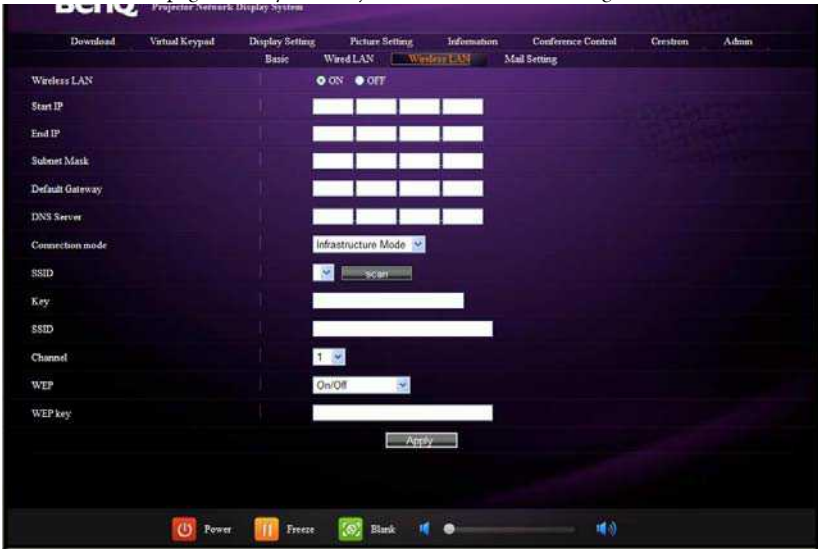 BenQ Projector Network Display System
Download Virtual Keypad Display Setting Picture Setting Information Conference Control Crestron Admin
Basic Wired LAN Wireless LAN Mail Setting
Wireless LAN ON OFF
Start IP
End IP
Subnet Mask
Default Gateway
DNS Server
Connection mode Infrastructure Mode
SSID scan
Key
SSID
Channel 1
WEP On/Off
WEP key
Apply
Power Freeze Blank